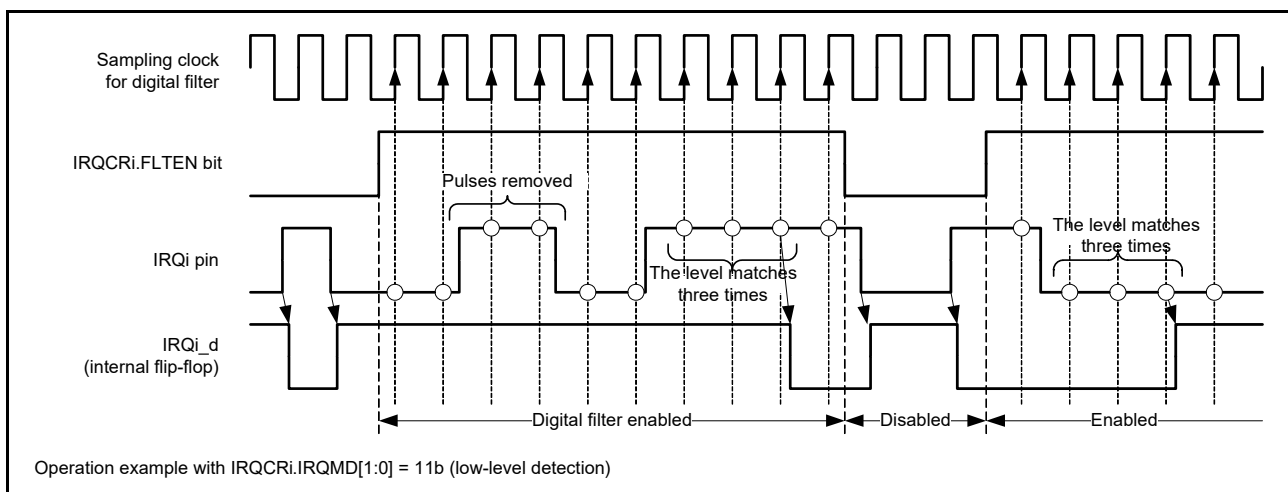 Sampling clock
for digital filter
IRQCRi.FLTEN bit
Pulses removed
IRQi pin
The level matches
three times
The level matches
three times
IRQi_d
(internal flip-flop)
Digital filter enabled
Disabled
Enabled
Operation example with IRQCRi.IRQMD[1:0] = 11b (low-level detection)